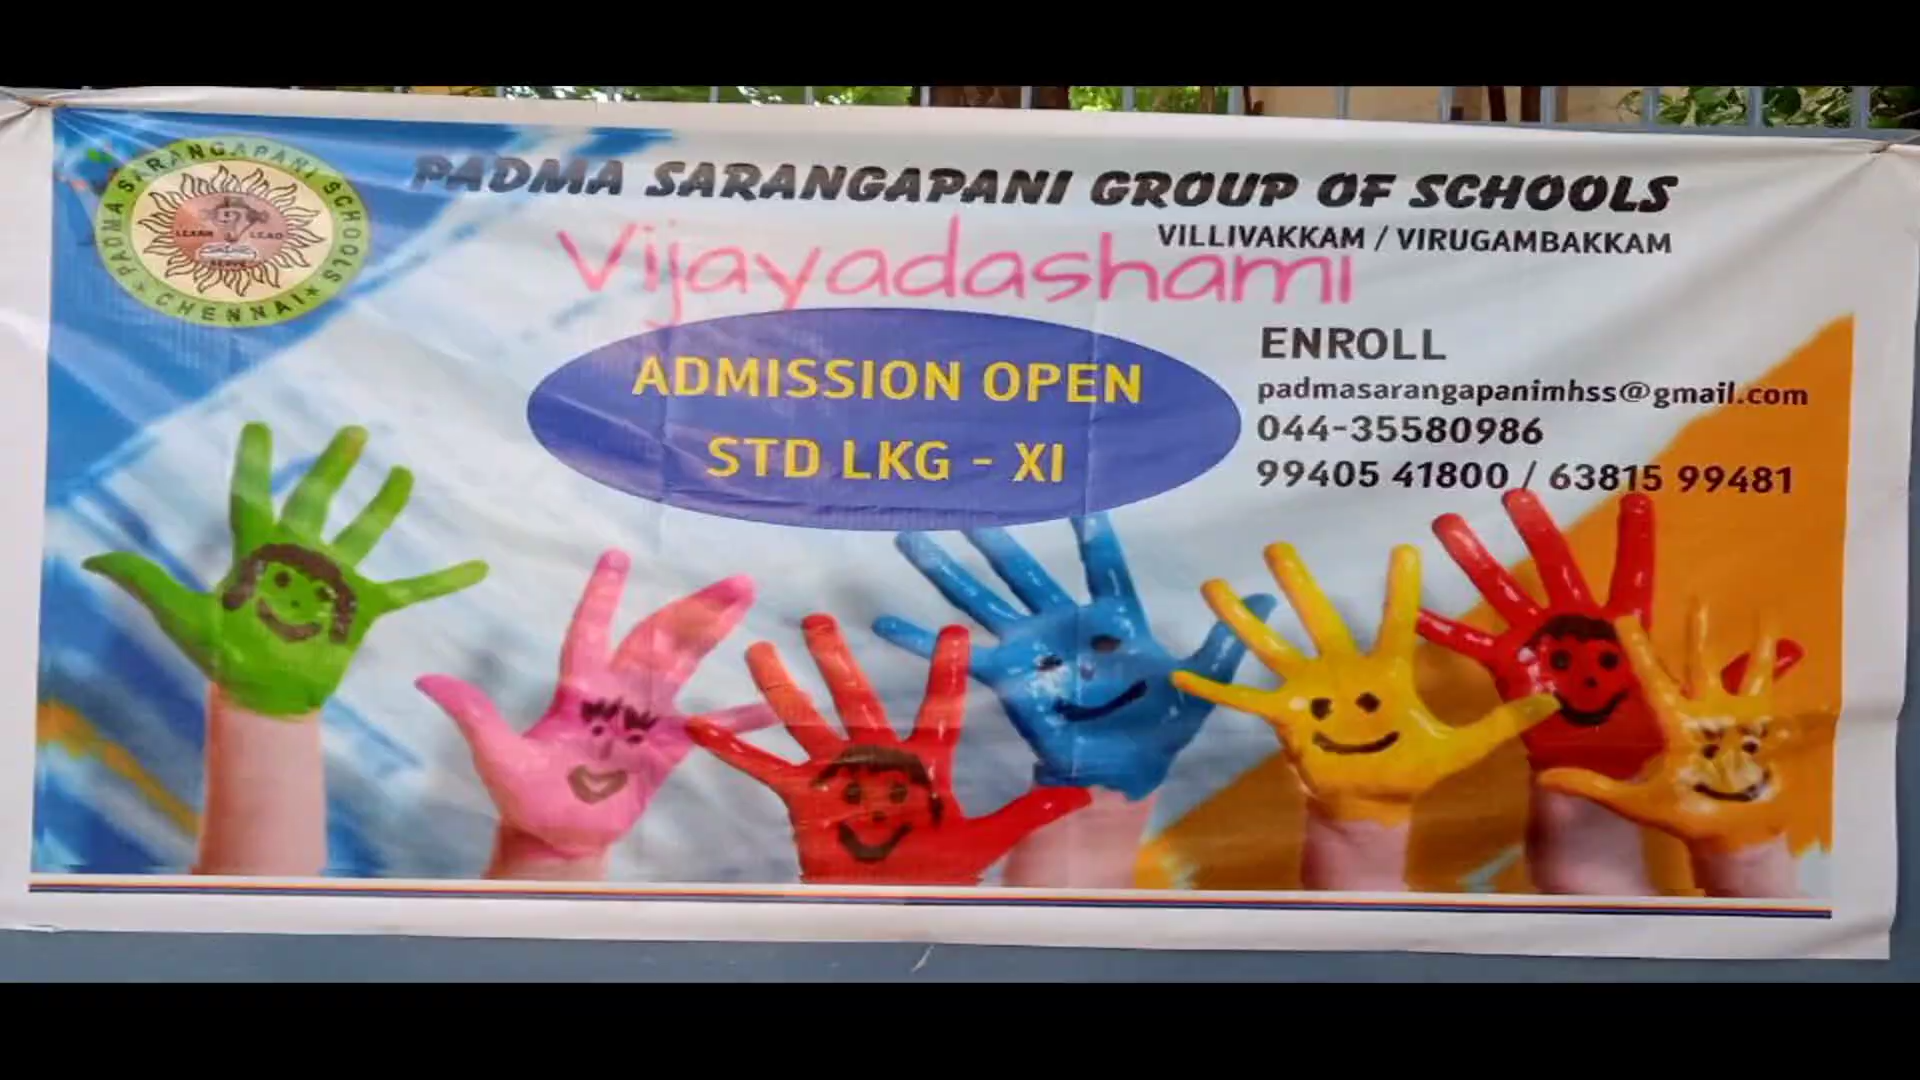 PADMA SARANGAPANI SCHOOLS
* CHENNAI *
LEARN LEAD
SERVE
PADMA SARANGAPANI GROUP OF SCHOOLS
VILLIVAKKAM / VIRUGAMBAKKAM
Vijayadashami
ADMISSION OPEN
STD LKG - XI
ENROLL
padmasarangapanimhss@gmail.com
044-35580986
99405 41800 / 63815 99481